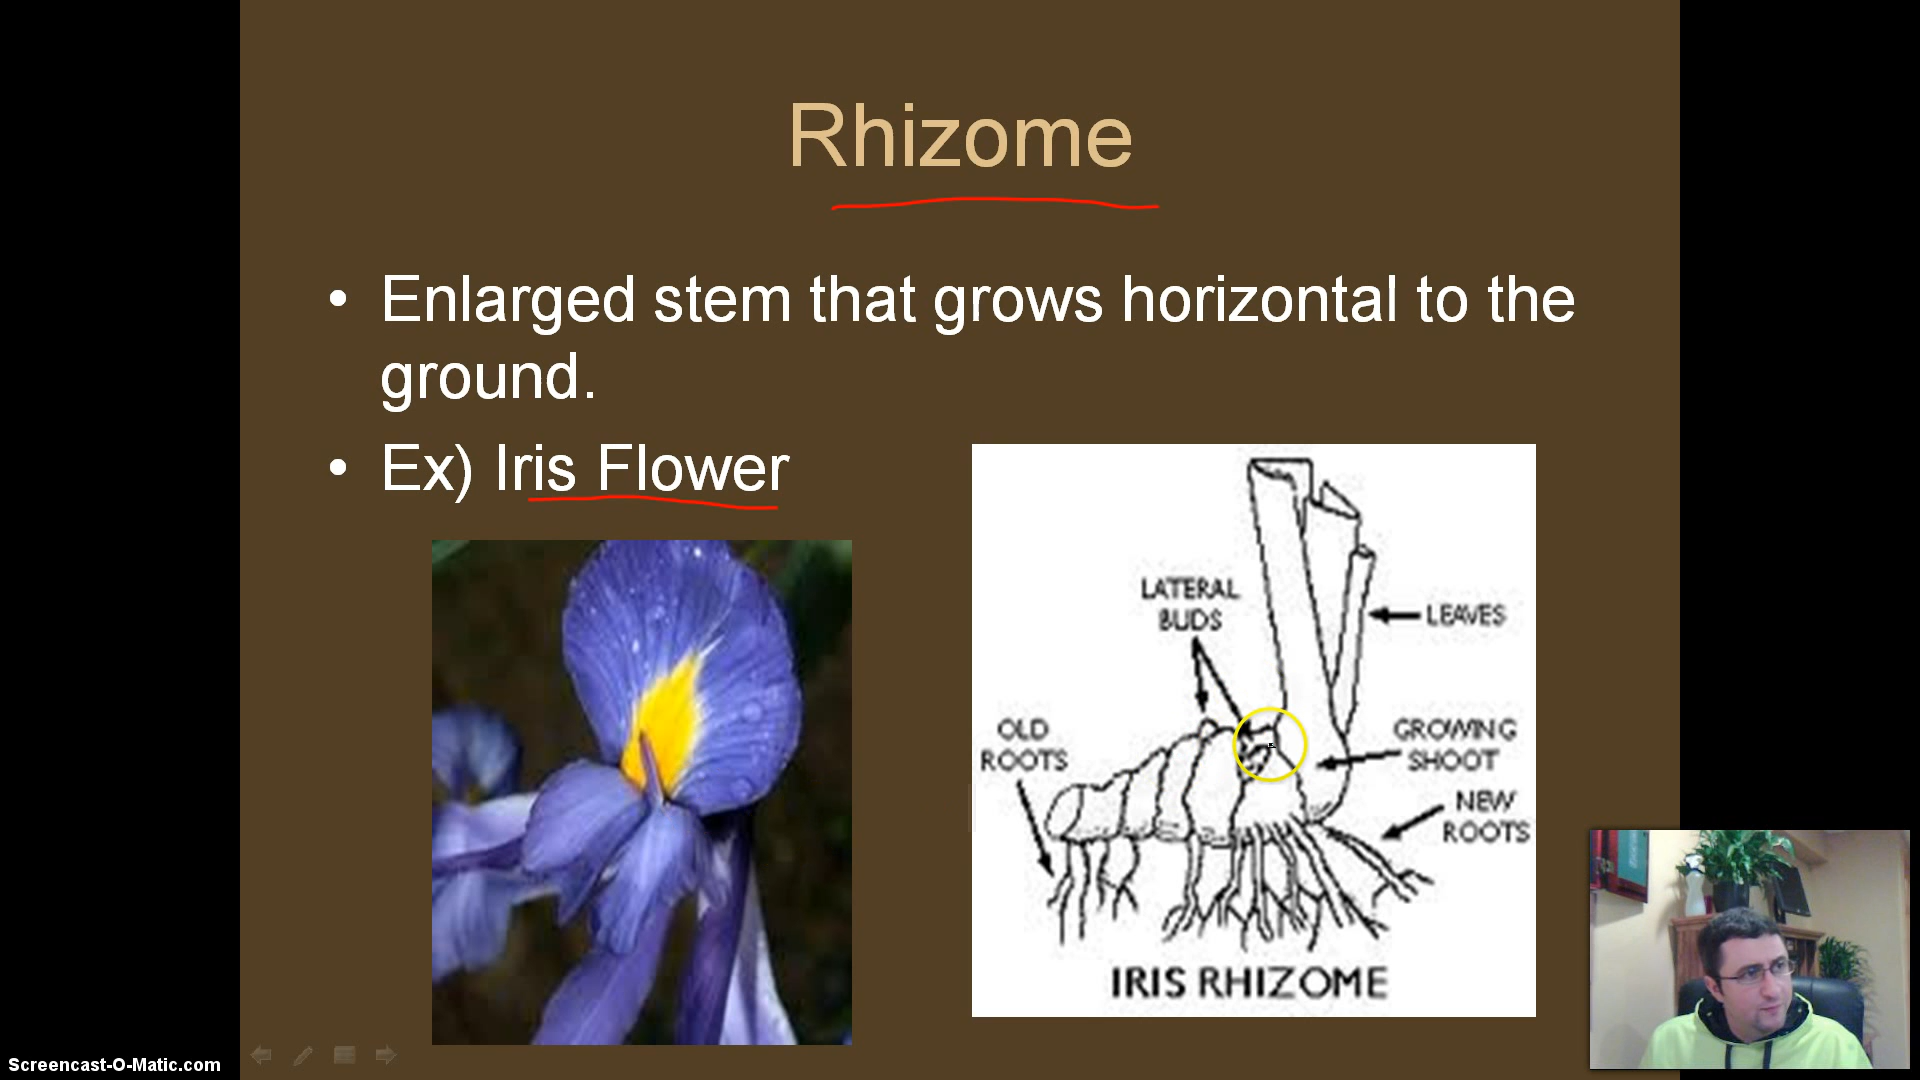 Rhizome
• Enlarged stem that grows horizontal to the
ground.
• Ex) Iris Flower
LATERAL
BUDS
LEAVES
OLD
ROOTS
GROWING
SHOOT
NEW
ROOTS
IRIS RHIZOME
Screencast-O-Matic.com